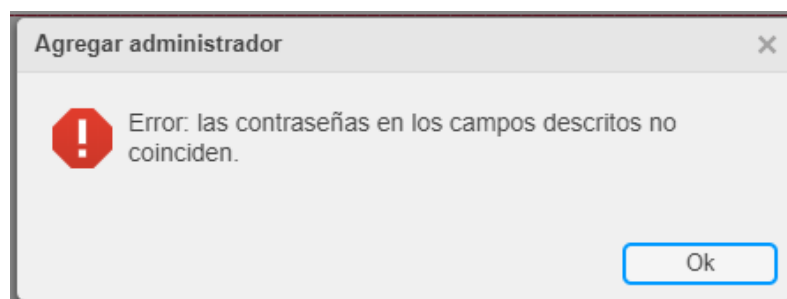 Agregar administrador
Error: las contraseñas en los campos descritos no
coinciden.
Ok